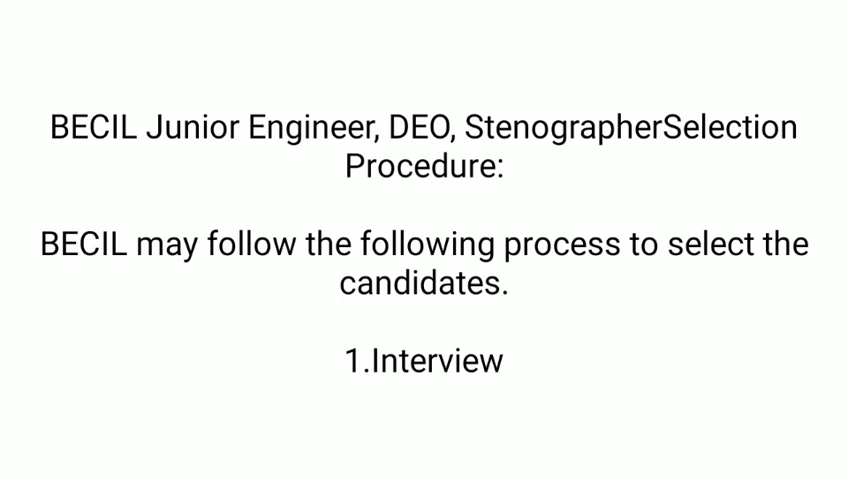 BECIL Junior Engineer, DEO, StenographerSelection
Procedure:
BECIL may follow the following process to select the
candidates.
1.Interview